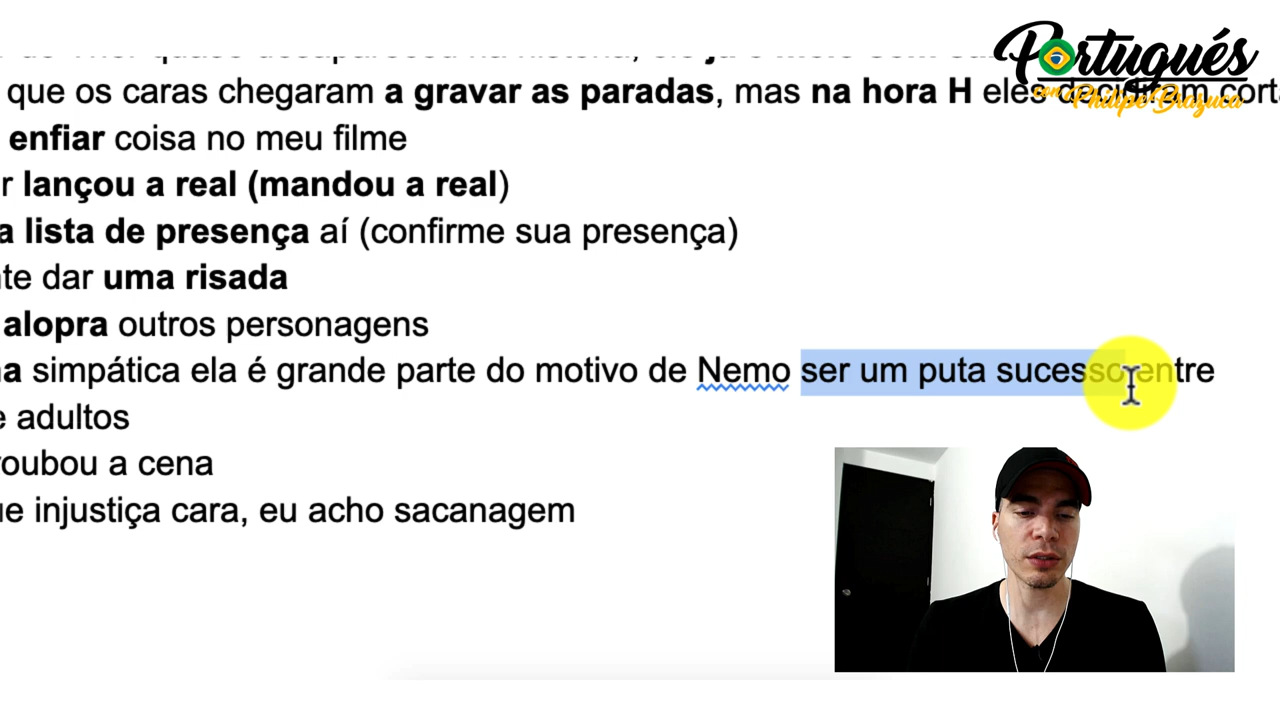 Portugués
con Philipe Brazuca
que os caras chegaram a gravar as paradas, mas na hora H eles decidiram
enfiar coisa no meu filme
r lançou a real (mandou a real)
a lista de presença aí (confirme sua presença)
te dar uma risada
alopra outros personagens
a simpática ela é grande parte do motivo de Nemo ser um puta sucesso entre
e adultos
roubou a cena
ue injustiça cara, eu acho sacanagem